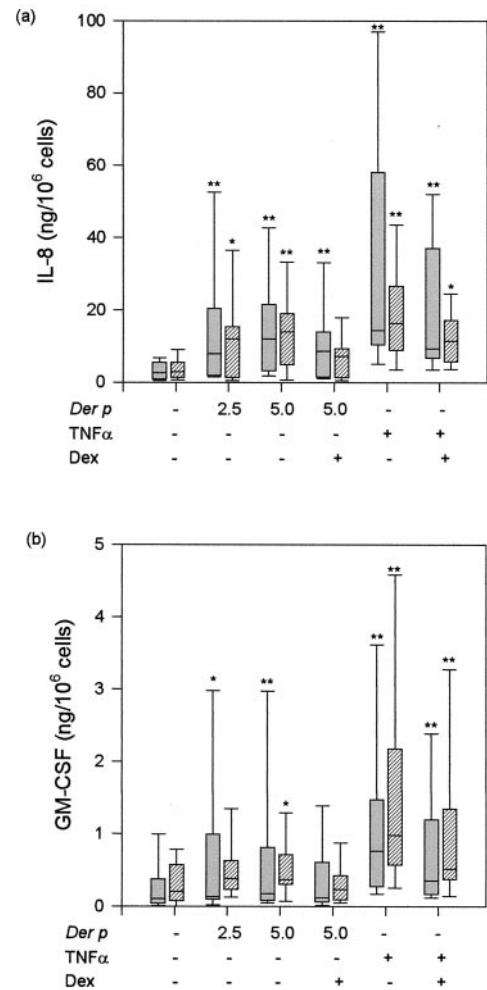 (a)
100
80
60
40
20
0
IL-8 (ng/10⁶ cells)
** * ** ** ** ** ** ** *
Der p - 2.5 5.0 5.0 - -
TNFα - - - - + +
Dex - - - + - +
(b)
5
4
3
2
1
0
GM-CSF (ng/10⁶ cells)
* ** * ** ** ** **
Der p - 2.5 5.0 5.0 - -
TNFα - - - - + +
Dex - - - + - +